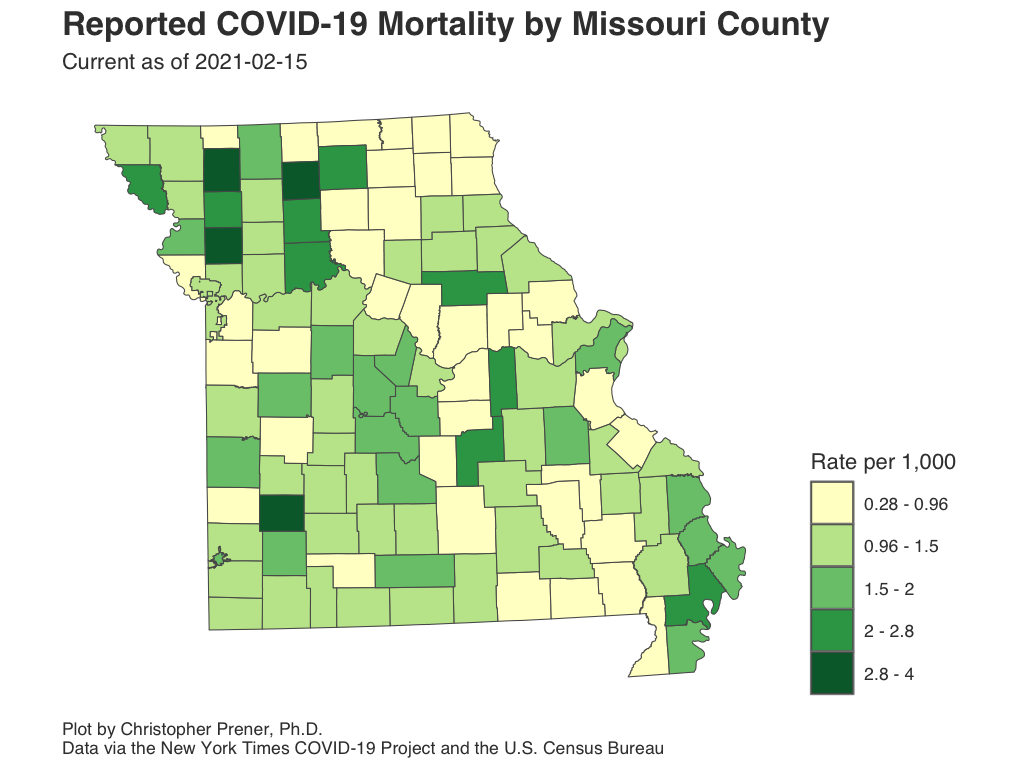 Reported COVID-19 Mortality by Missouri County
Current as of 2021-02-15
Rate per 1,000
0.28 - 0.96
0.96 - 1.5
1.5 - 2
2 - 2.8
2.8 - 4
Plot by Christopher Prener, Ph.D.
Data via the New York Times COVID-19 Project and the U.S. Census Bureau